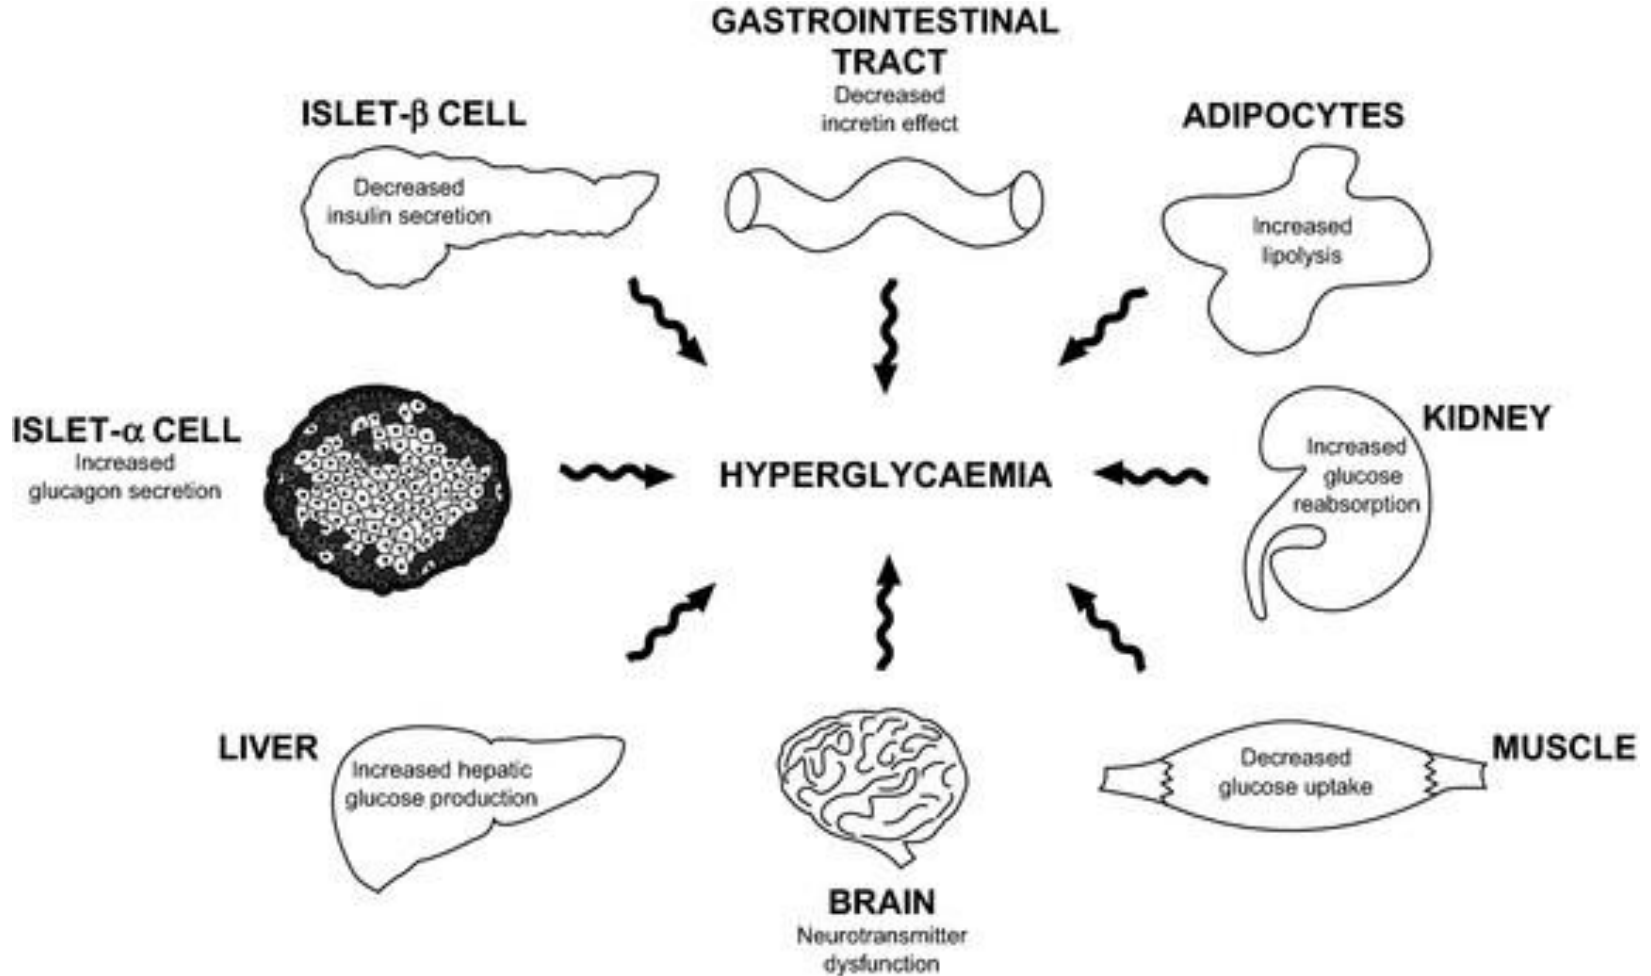 GASTROINTESTINAL
TRACT
Decreased
incretin effect
ISLET-β CELL
Decreased
insulin secretion
ADIPOCYTES
Increased
lipolysis
ISLET-α CELL
Increased
glucagon secretion
HYPERGLYCAEMIA
KIDNEY
Increased
glucose
reabsorption
LIVER
Increased hepatic
glucose production
BRAIN
Neurotransmitter
dysfunction
MUSCLE
Decreased
glucose uptake